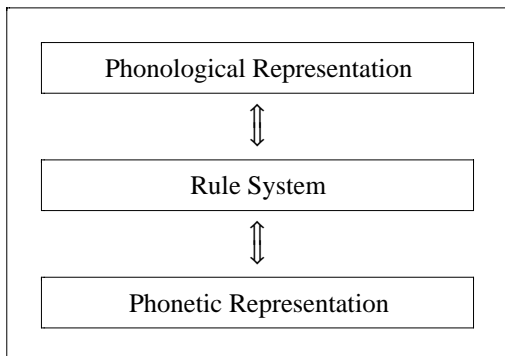 Phonological Representation
Rule System
Phonetic Representation